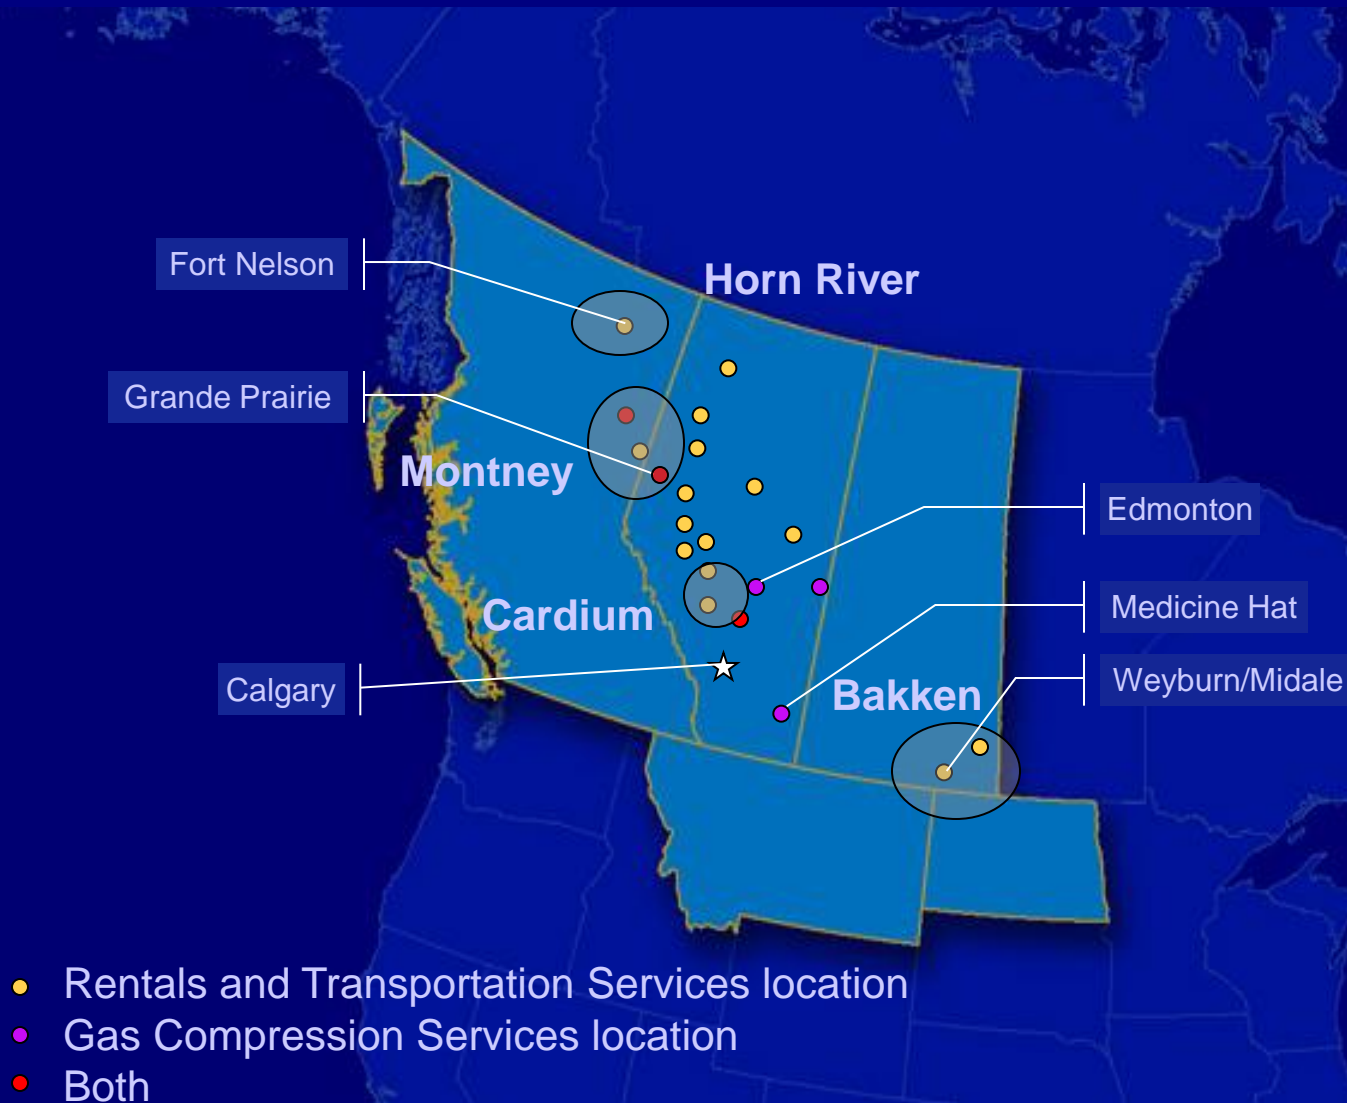 Horn River
Fort Nelson
Grande Prairie
Montney
Edmonton
Cardium
Medicine Hat
Calgary
Bakken
Weyburn/Midale
Rentals and Transportation Services location
Gas Compression Services location
Both